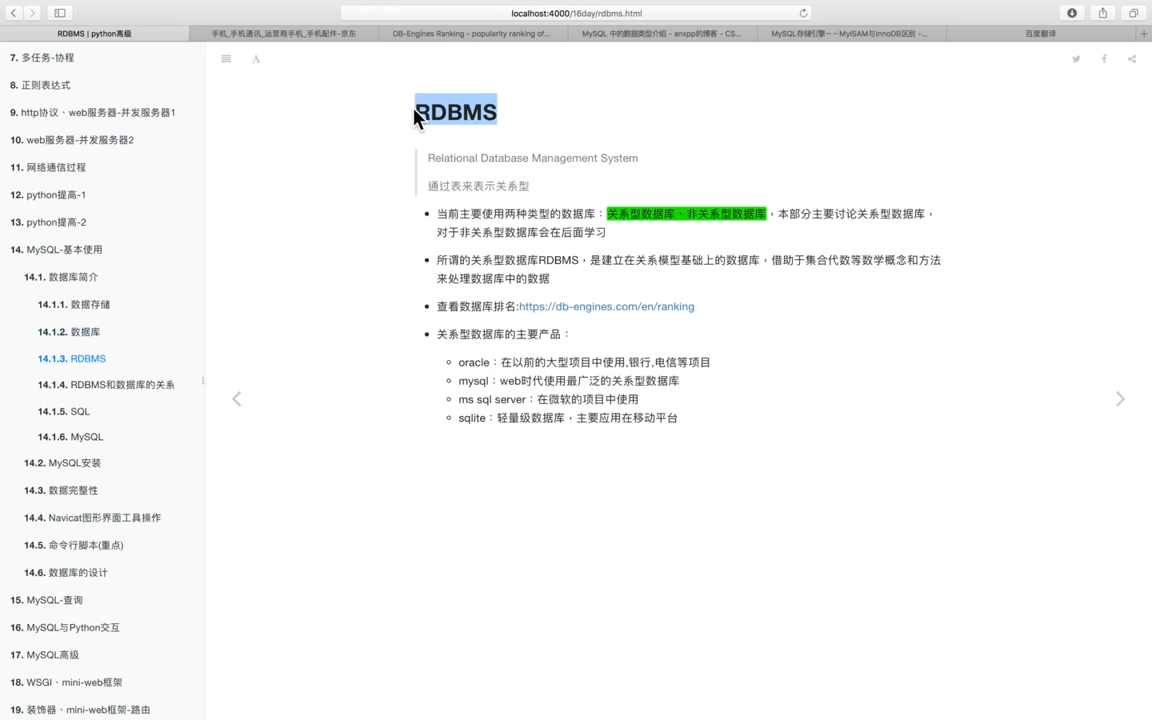 localhost:4000/16day/rdbms.html
RDBMS | python高级
手机_手机通讯_运营商手机_手机配件-京东
DB-Engines Ranking - popularity ranking of...
MySQL 中的数据类型介绍 - anxpp的博客 - CS...
MySQL存储引擎－－MyISAM与InnoDB区别 -...
百度翻译
7. 多任务-协程
8. 正则表达式
9. http协议、web服务器-并发服务器1
10. web服务器-并发服务器2
11. 网络通信过程
12. python提高-1
13. python提高-2
14. MySQL-基本使用
14.1. 数据库简介
14.1.1. 数据存储
14.1.2. 数据库
14.1.3. RDBMS
14.1.4. RDBMS和数据库的关系
14.1.5. SQL
14.1.6. MySQL
14.2. MySQL安装
14.3. 数据完整性
14.4. Navicat图形界面工具操作
14.5. 命令行脚本(重点)
14.6. 数据库的设计
15. MySQL-查询
16. MySQL与Python交互
17. MySQL高级
18. WSGI、mini-web框架
19. 装饰器、mini-web框架-路由
A
RDBMS
Relational Database Management System
通过表来表示关系型
当前主要使用两种类型的数据库：关系型数据库、非关系型数据库，本部分主要讨论关系型数据库，
对于非关系型数据库会在后面学习
所谓的关系型数据库RDBMS，是建立在关系模型基础上的数据库，借助于集合代数等数学概念和方法
来处理数据库中的数据
查看数据库排名:https://db-engines.com/en/ranking
关系型数据库的主要产品：
oracle：在以前的大型项目中使用,银行,电信等项目
mysql：web时代使用最广泛的关系型数据库
ms sql server：在微软的项目中使用
sqlite：轻量级数据库，主要应用在移动平台